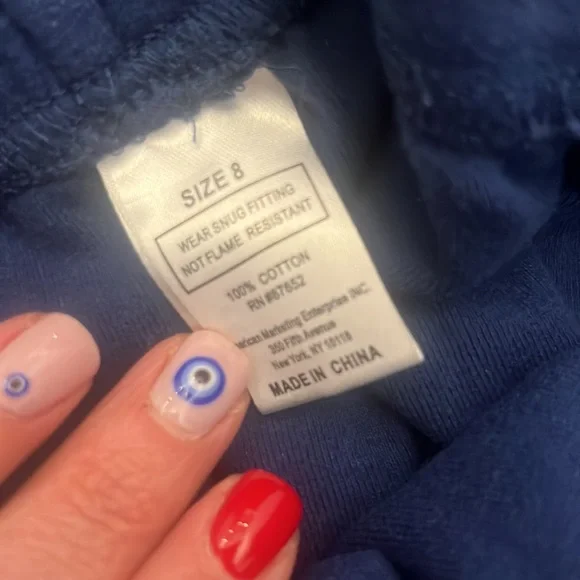 SIZE 8
WEAR SNUG FITTING
NOT FLAME RESISTANT
100% COTTON
RN #67652
Marketing Enterprise INC.
350 Fifth Avenue
New York, NY 10118
MADE IN CHINA